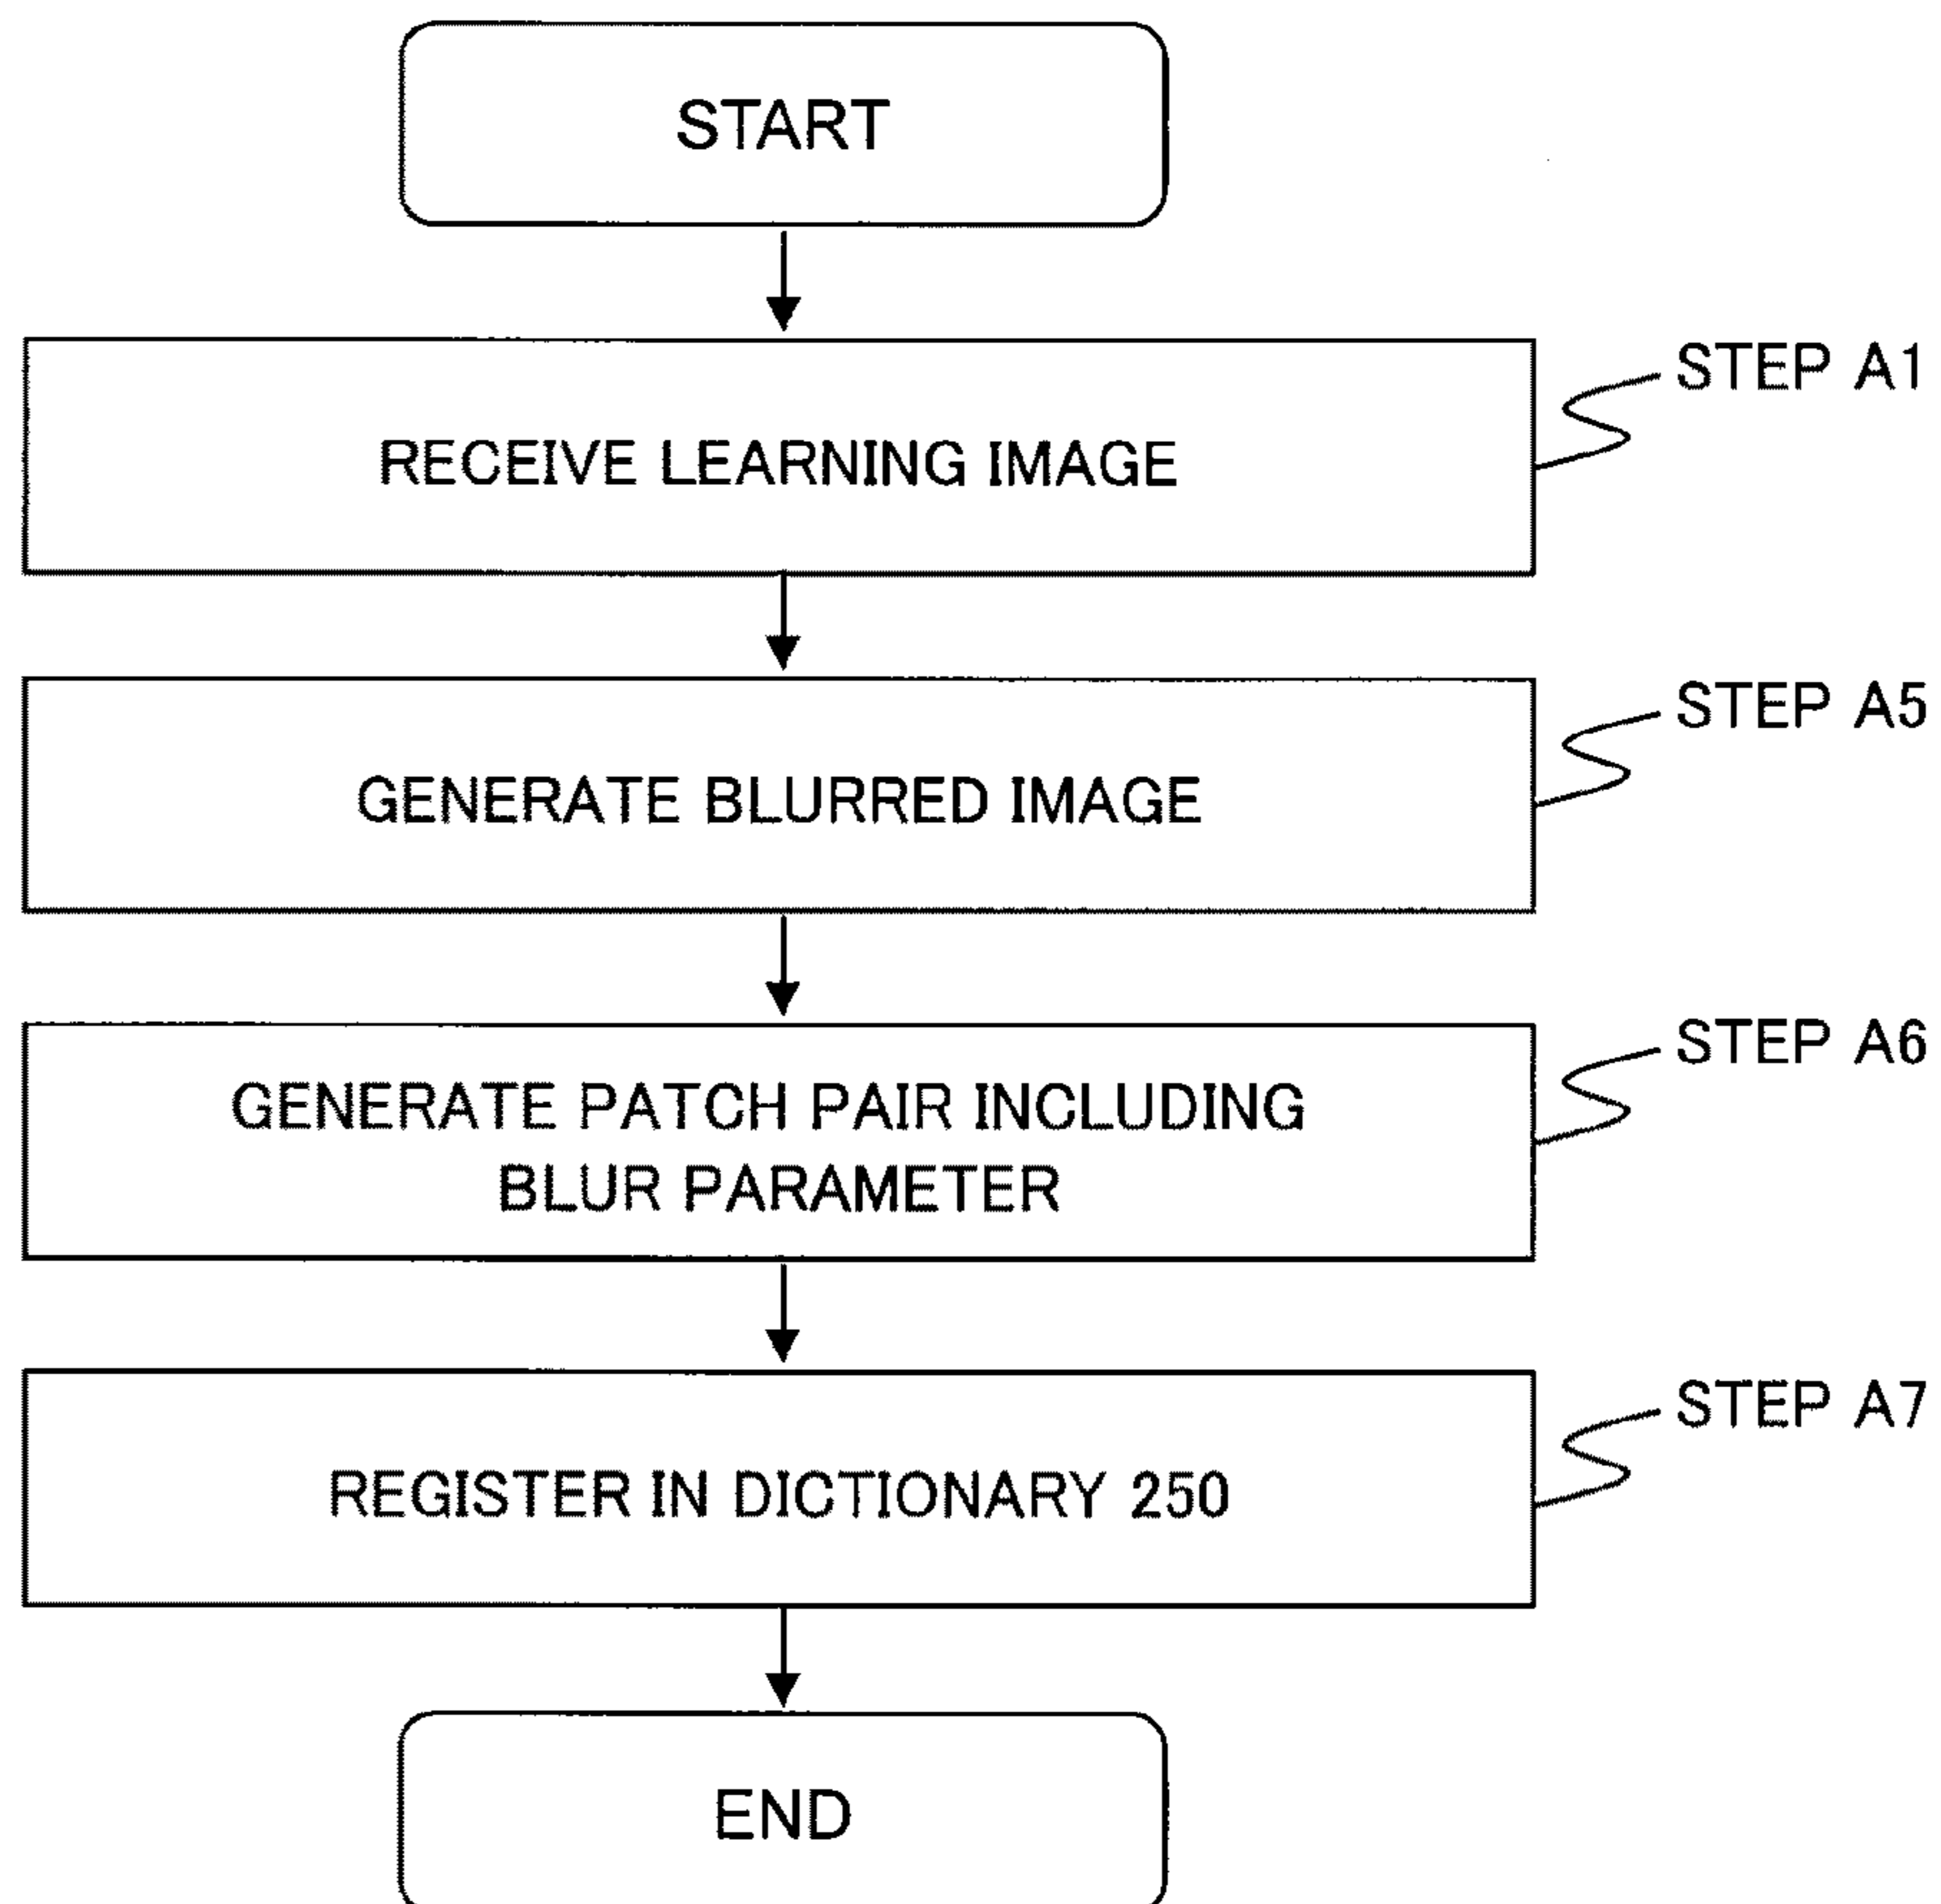 START
RECEIVE LEARNING IMAGE
STEP A1
GENERATE BLURRED IMAGE
STEP A5
GENERATE PATCH PAIR INCLUDING
BLUR PARAMETER
STEP A6
REGISTER IN DICTIONARY 250
STEP A7
END